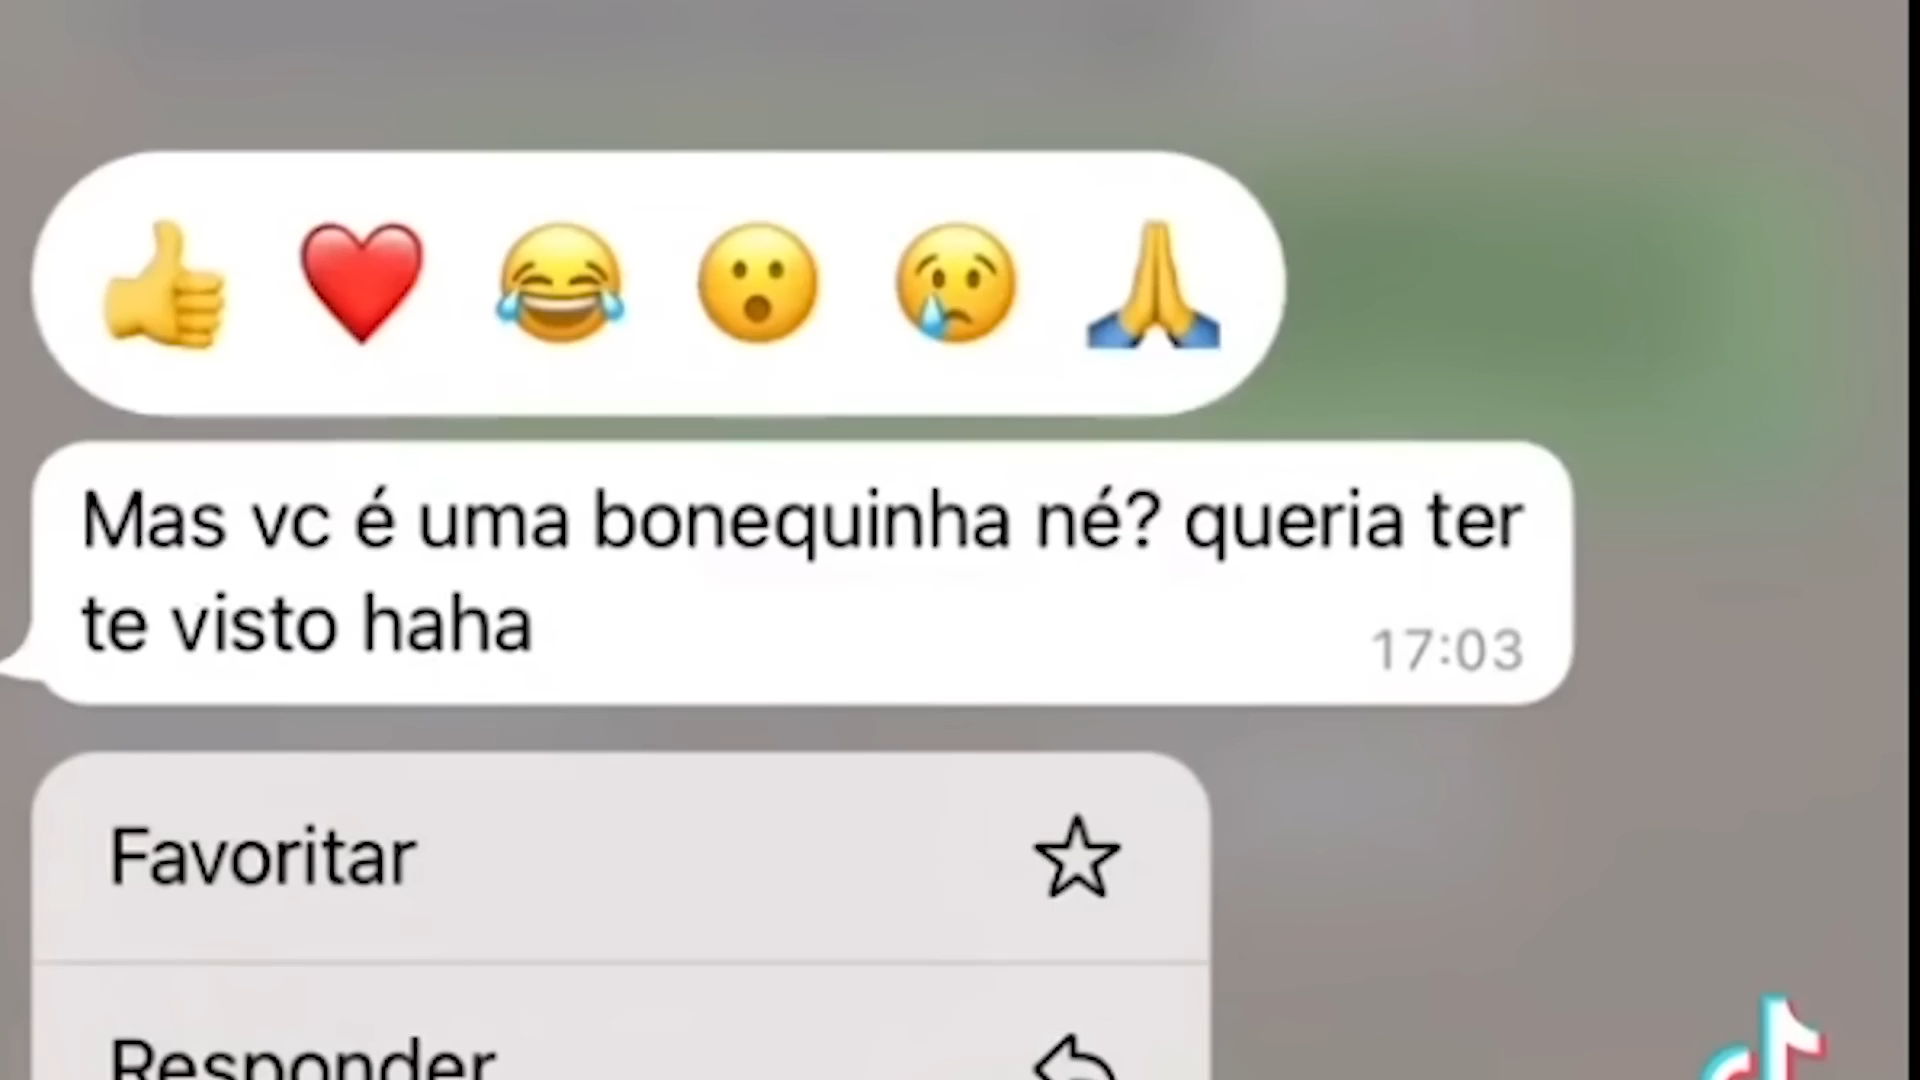 Mas vc é uma bonequinha né? queria ter
te visto haha
17:03
Favoritar
Responder